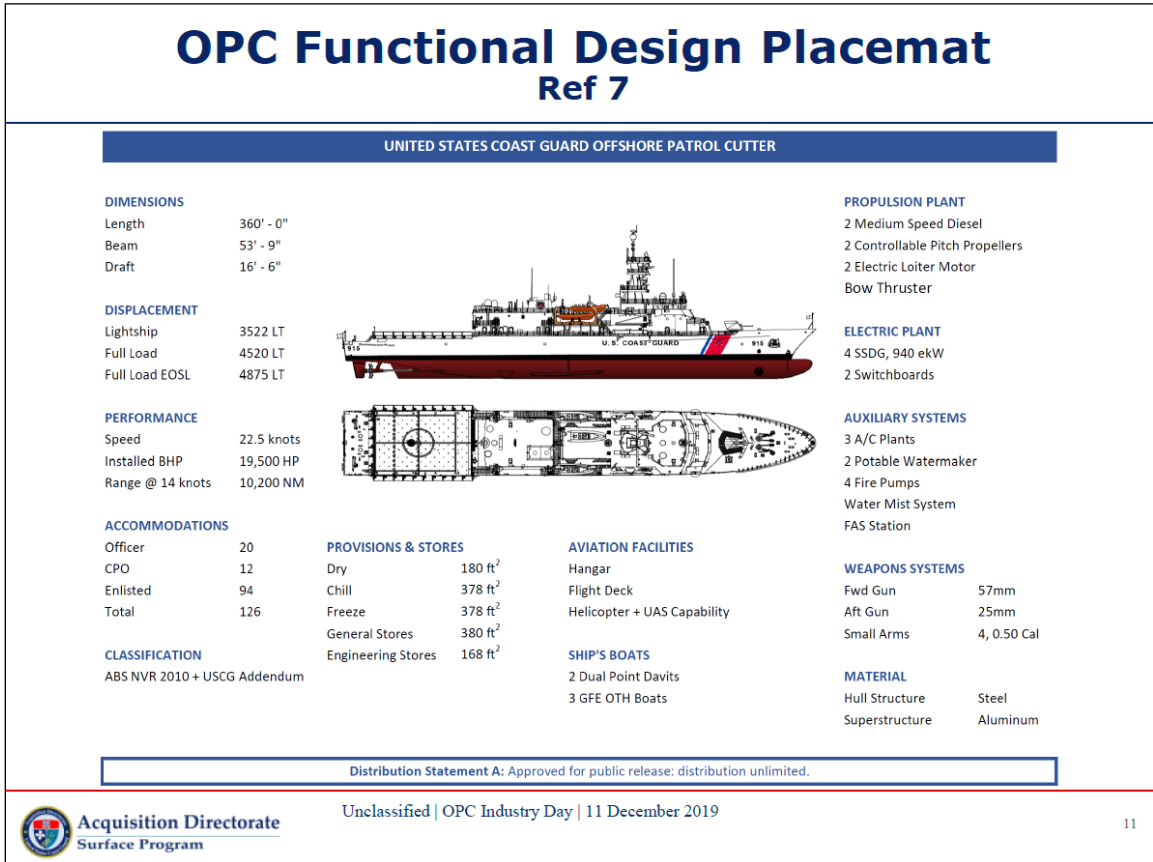 OPC Functional Design Placemat
Ref 7
UNITED STATES COAST GUARD OFFSHORE PATROL CUTTER
DIMENSIONS
Length 360' - 0"
Beam 53' - 9"
Draft 16' - 6"
DISPLACEMENT
Lightship 3522 LT
Full Load 4520 LT
Full Load EOSL 4875 LT
PERFORMANCE
Speed 22.5 knots
Installed BHP 19,500 HP
Range @ 14 knots 10,200 NM
ACCOMMODATIONS
Officer 20
CPO 12
Enlisted 94
Total 126
CLASSIFICATION
ABS NVR 2010 + USCG Addendum
915
U.S. COAST GUARD
915
PROVISIONS & STORES
Dry 180 ft²
Chill 378 ft²
Freeze 378 ft²
General Stores 380 ft²
Engineering Stores 168 ft²
AVIATION FACILITIES
Hangar
Flight Deck
Helicopter + UAS Capability
SHIP'S BOATS
2 Dual Point Davits
3 GFE OTH Boats
PROPULSION PLANT
2 Medium Speed Diesel
2 Controllable Pitch Propellers
2 Electric Loiter Motor
Bow Thruster
ELECTRIC PLANT
4 SSDG, 940 ekW
2 Switchboards
AUXILIARY SYSTEMS
3 A/C Plants
2 Potable Watermaker
4 Fire Pumps
Water Mist System
FAS Station
WEAPONS SYSTEMS
Fwd Gun 57mm
Aft Gun 25mm
Small Arms 4, 0.50 Cal
MATERIAL
Hull Structure Steel
Superstructure Aluminum
Distribution Statement A: Approved for public release: distribution unlimited.
Acquisition Directorate
Surface Program
Unclassified | OPC Industry Day | 11 December 2019
11